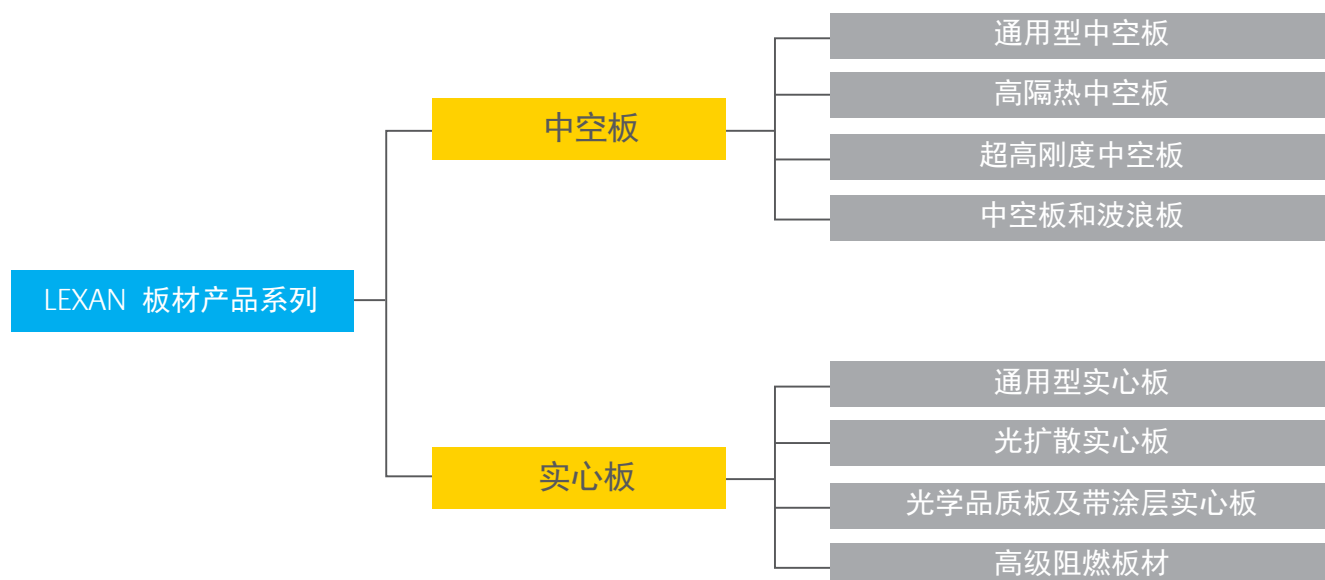 LEXAN 板材产品系列
中空板
通用型中空板
高隔热中空板
超高刚度中空板
中空板和波浪板
实心板
通用型实心板
光扩散实心板
光学品质板及带涂层实心板
高级阻燃板材